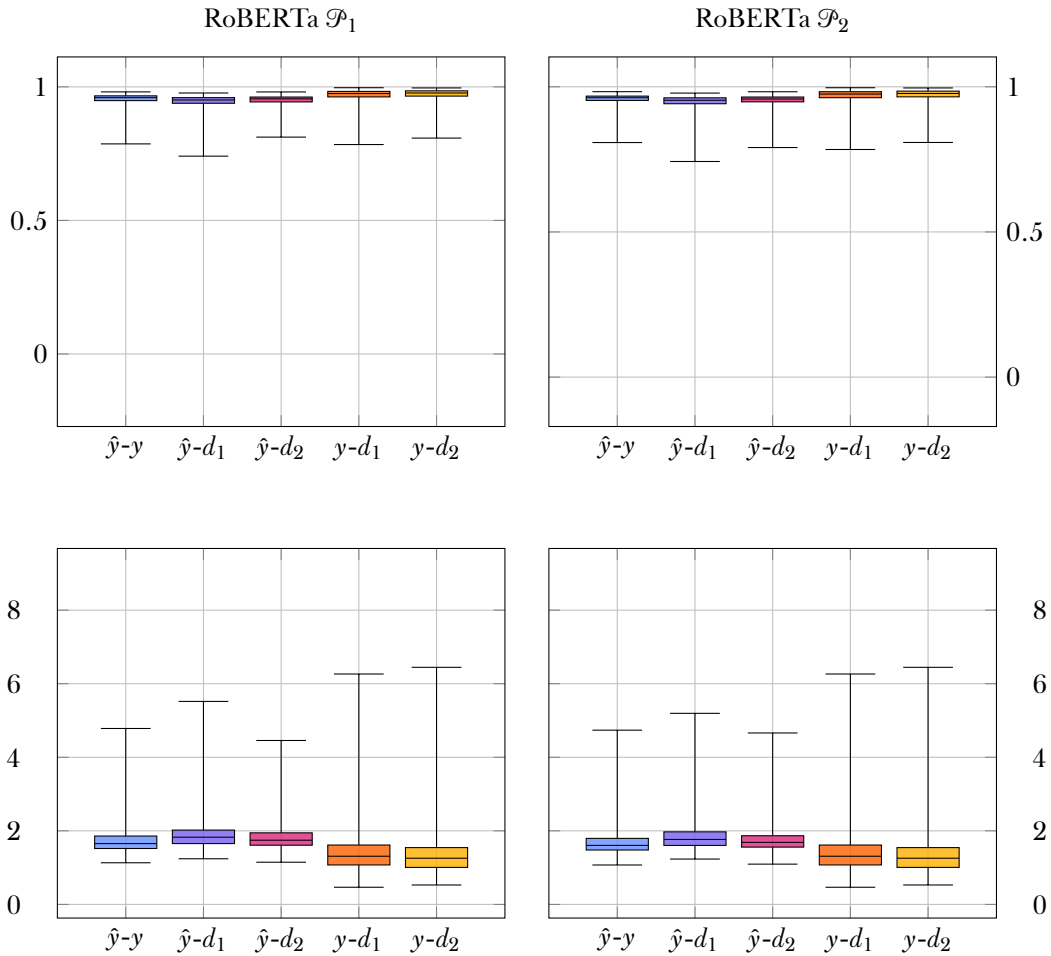 RoBERTa 𝒫₁ RoBERTa 𝒫₂
1 1
0.5 0.5
0 0
ŷ-y ŷ-d₁ ŷ-d₂ y-d₁ y-d₂ ŷ-y ŷ-d₁ ŷ-d₂ y-d₁ y-d₂
8 8
6 6
4 4
2 2
0 0
ŷ-y ŷ-d₁ ŷ-d₂ y-d₁ y-d₂ ŷ-y ŷ-d₁ ŷ-d₂ y-d₁ y-d₂